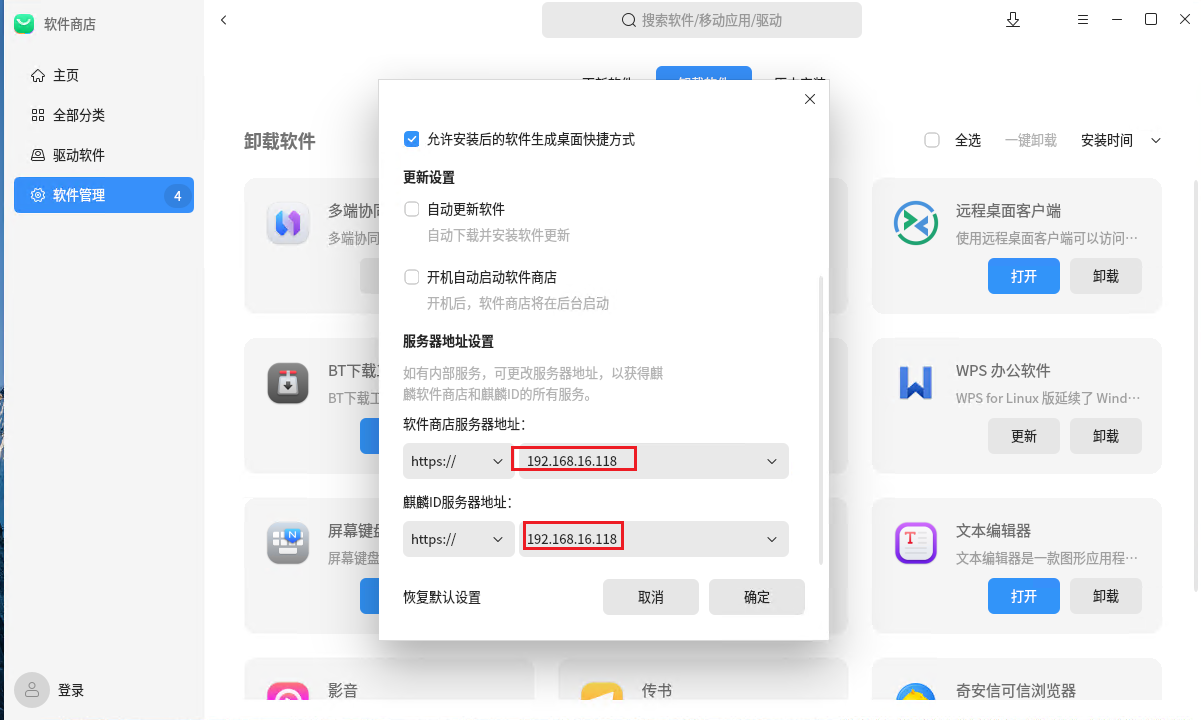 软件商店
搜索软件/移动应用/驱动
主页
全部分类
驱动软件
软件管理
4
登录
卸载软件
全选
一键卸载
安装时间
允许安装后的软件生成桌面快捷方式
更新设置
自动更新软件
自动下载并安装软件更新
开机自动启动软件商店
开机后，软件商店将在后台启动
服务器地址设置
如有内部服务，可更改服务器地址，以获得麒
麟软件商店和麒麟ID的所有服务。
软件商店服务器地址：
https://
192.168.16.118
麒麟ID服务器地址：
https://
192.168.16.118
恢复默认设置
取消
确定
多端协同
多端协同
远程桌面客户端
使用远程桌面客户端可以访问···
打开
卸载
BT下载
BT下载工
WPS 办公软件
WPS for Linux 版延续了 Wind···
更新
卸载
屏幕键盘
屏幕键盘
文本编辑器
文本编辑器是一款图形应用程···
打开
卸载
影音
传书
奇安信可信浏览器